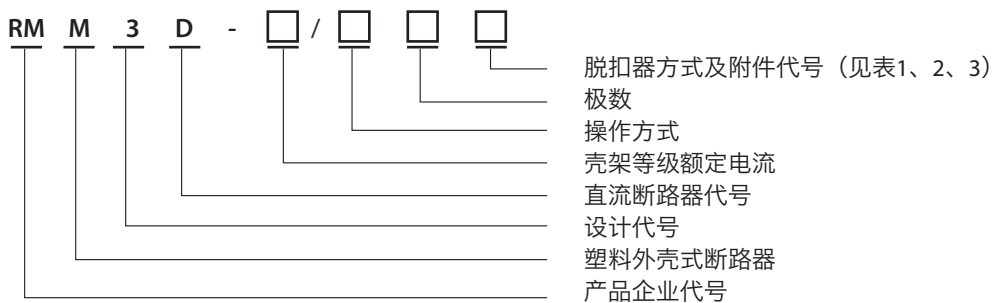 RM M 3 D - □ / □ □ □
脱扣器方式及附件代号（见表1、2、3）
极数
操作方式
壳架等级额定电流
直流断路器代号
设计代号
塑料外壳式断路器
产品企业代号